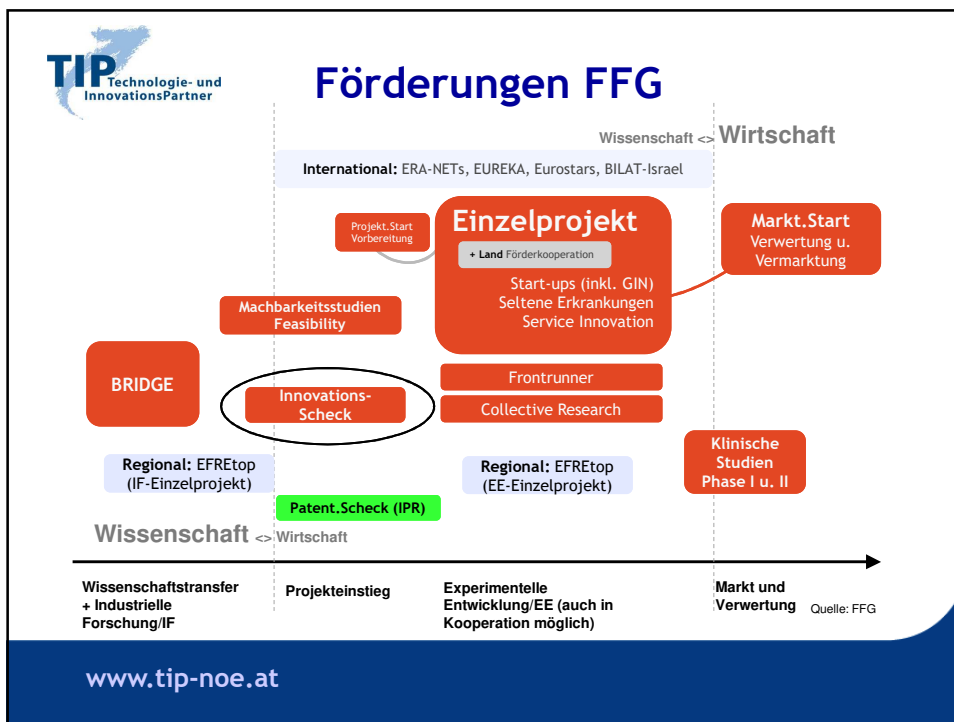 TIP Technologie- und
InnovationsPartner
Förderungen FFG
Wissenschaft <> Wirtschaft
International: ERA-NETs, EUREKA, Eurostars, BILAT-Israel
Projekt.Start
Vorbereitung
Einzelprojekt
+ Land Förderkooperation
Start-ups (inkl. GIN)
Seltene Erkrankungen
Service Innovation
Markt.Start
Verwertung u.
Vermarktung
Machbarkeitsstudien
Feasibility
BRIDGE
Innovations-
Scheck
Frontrunner
Collective Research
Klinische
Studien
Phase I u. II
Regional: EFREtop
(IF-Einzelprojekt)
Regional: EFREtop
(EE-Einzelprojekt)
Patent.Scheck (IPR)
Wissenschaft <> Wirtschaft
Wissenschaftstransfer
+ Industrielle
Forschung/IF
Projekteinstieg
Experimentelle
Entwicklung/EE (auch in
Kooperation möglich)
Markt und
Verwertung
Quelle: FFG
www.tip-noe.at